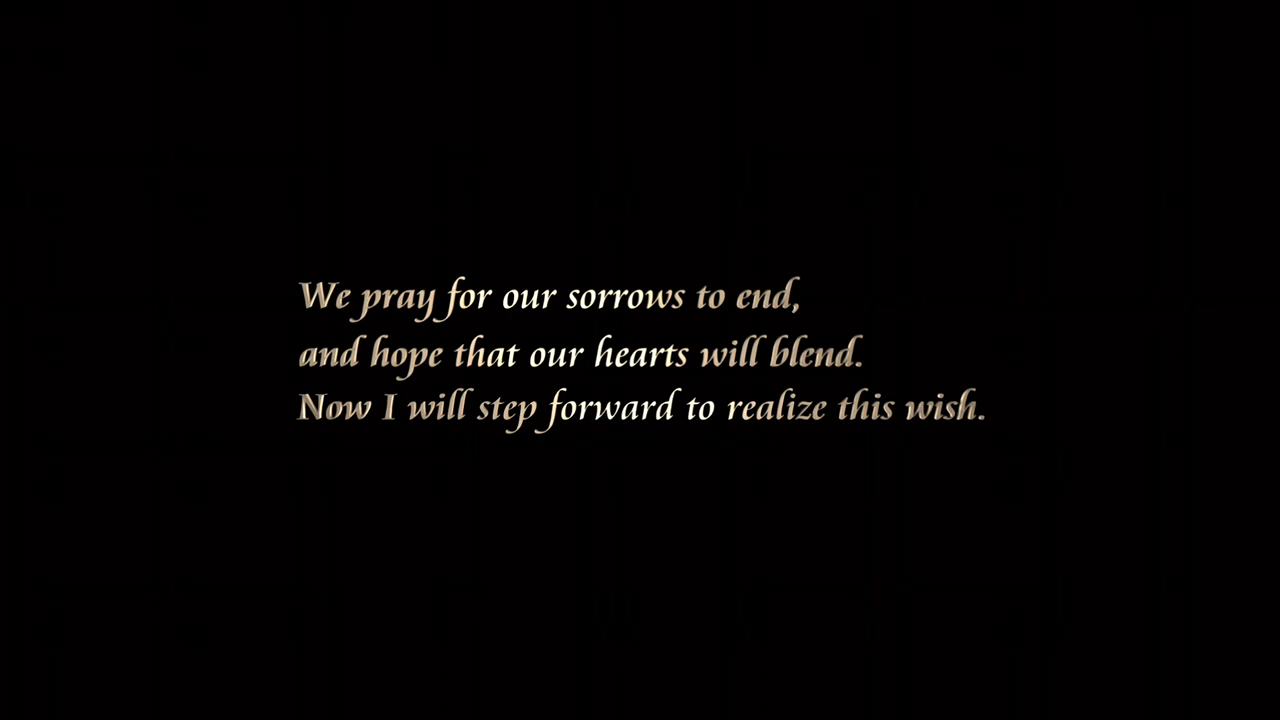 We pray for our sorrows to end,
and hope that our hearts will blend.
Now I will step forward to realize this wish.